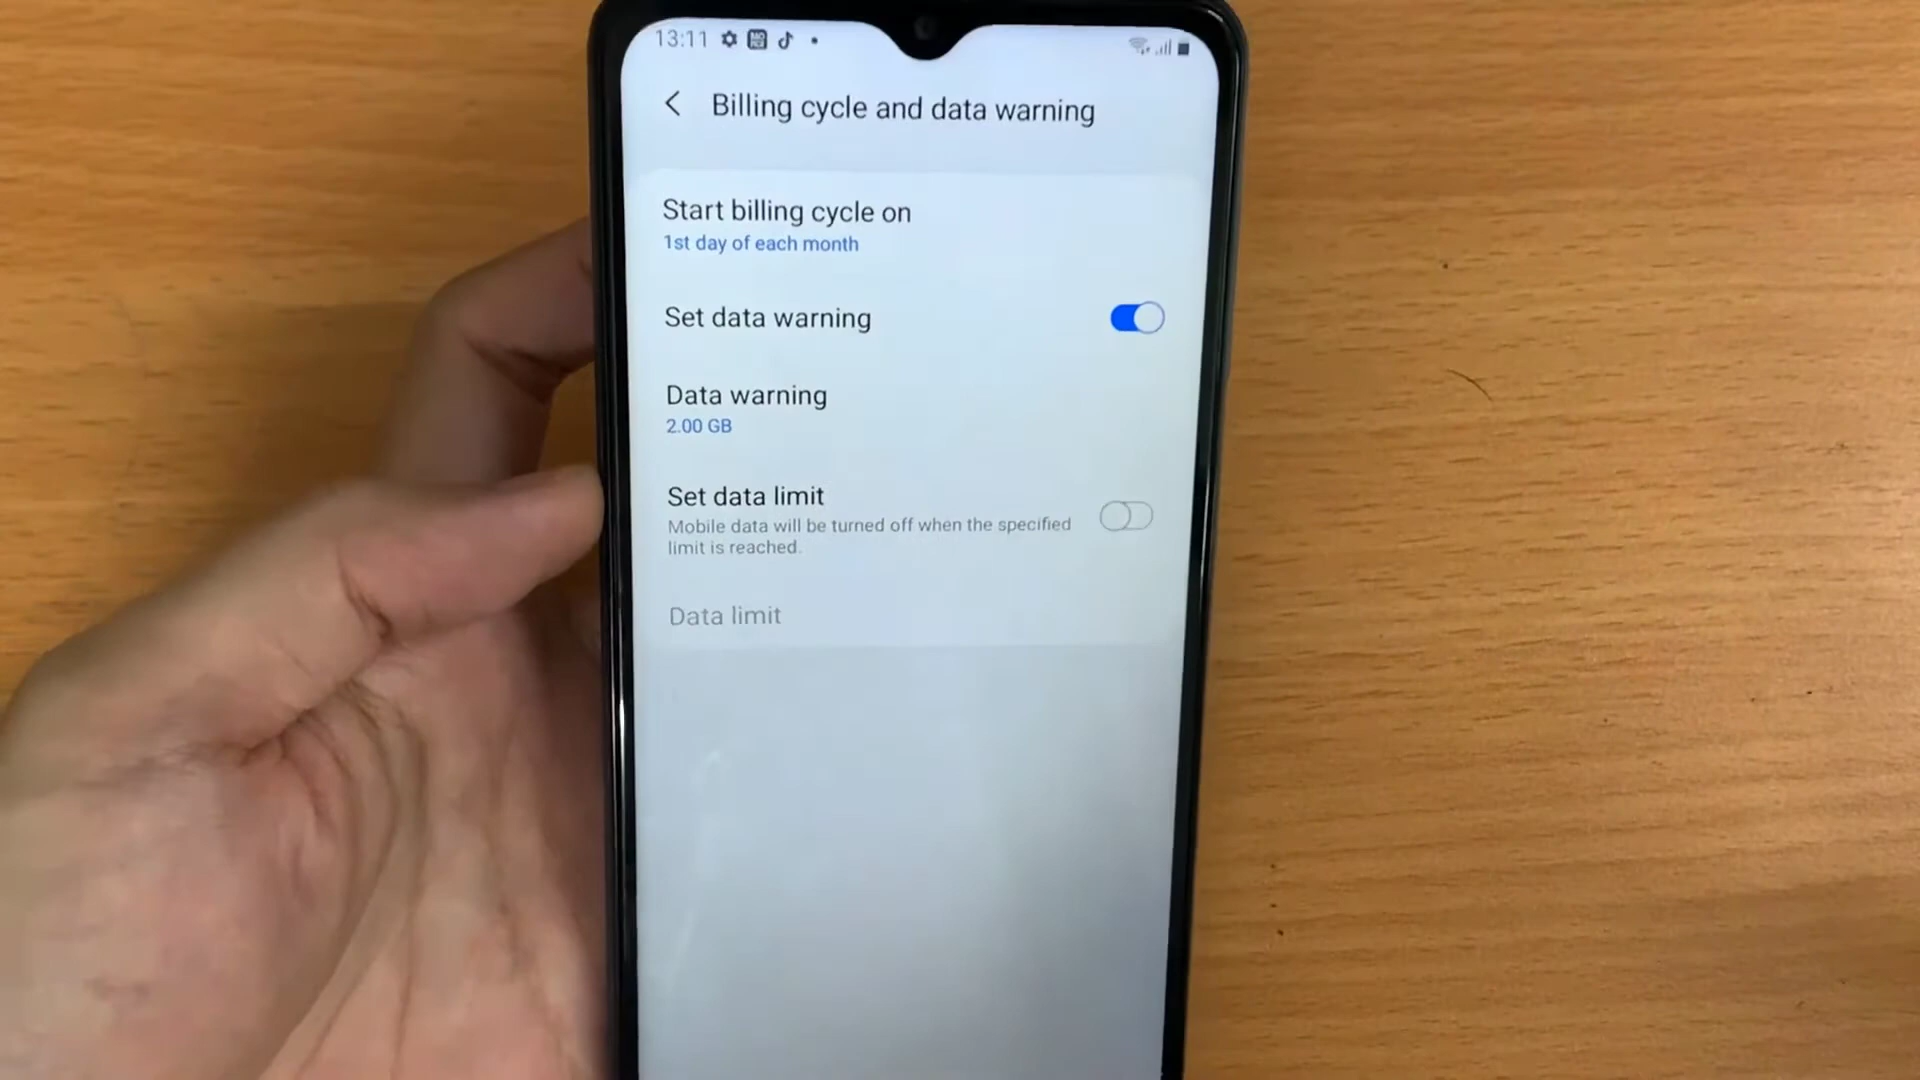 13:11
Billing cycle and data warning
Start billing cycle on
1st day of each month
Set data warning
Data warning
2.00 GB
Set data limit
Mobile data will be turned off when the specified
limit is reached.
Data limit